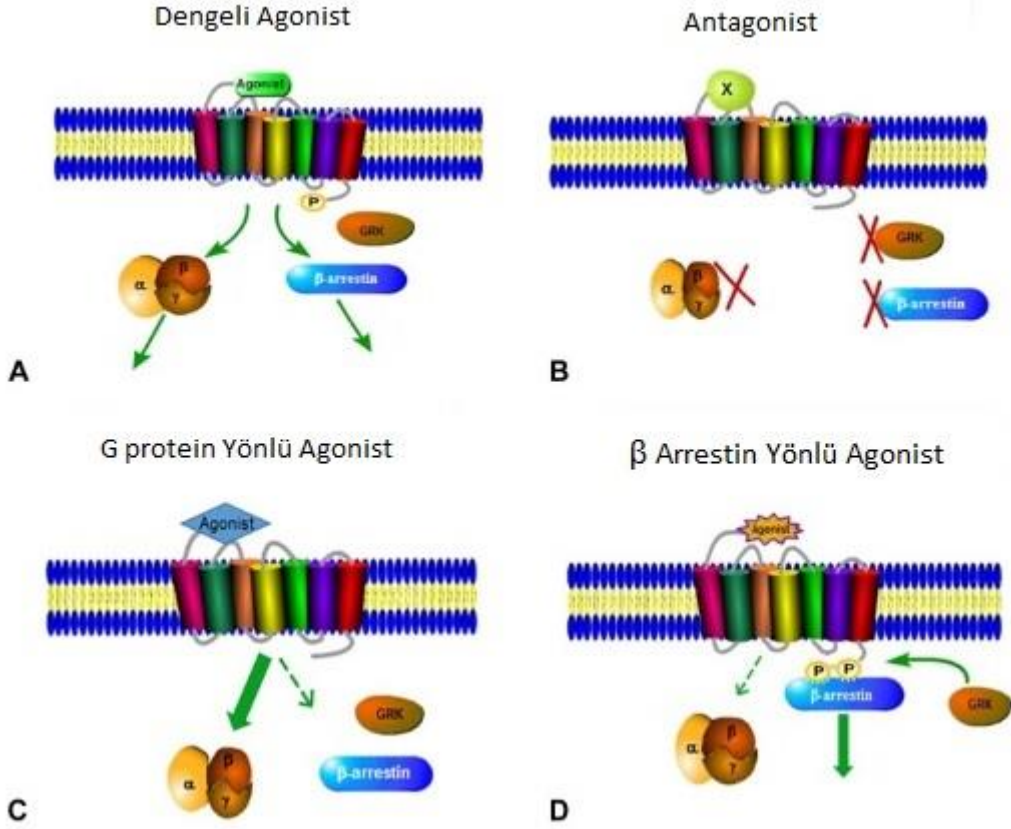 Dengeli Agonist
Agonist
P
GRK
α
β
γ
β-arrestin
A
Antagonist
X
GRK
α
β
γ
β-arrestin
B
G protein Yönlü Agonist
Agonist
GRK
α
β
γ
β-arrestin
C
β Arrestin Yönlü Agonist
Agonist
P P
β-arrestin
GRK
α
β
γ
D